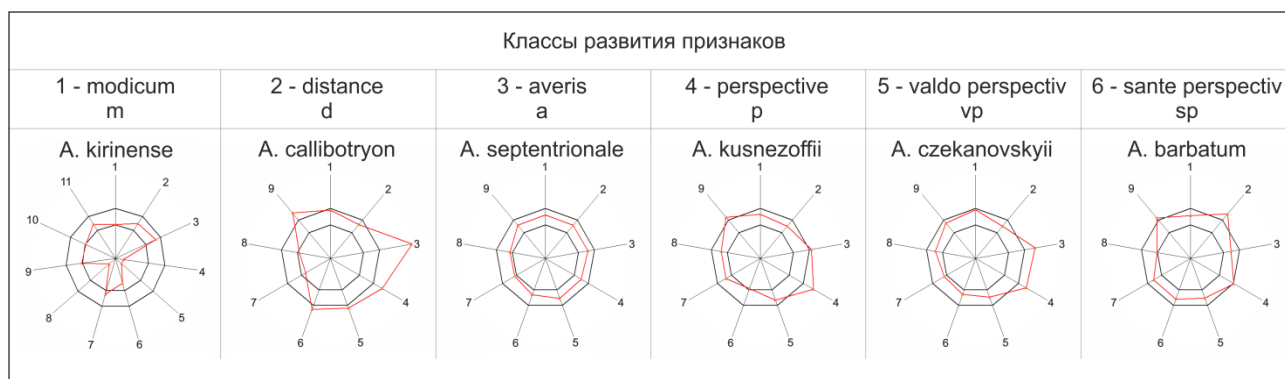 Классы развития признаков
1 - modicum
m
2 - distance
d
3 - averis
a
4 - perspective
p
5 - valdo perspectiv
vp
6 - sante perspectiv
sp
A. kirinense
1
2
3
4
5
6
7
8
9
10
11
A. callibotryon
1
2
3
4
5
6
7
8
9
A. septentrionale
1
2
3
4
5
6
7
8
9
A. kusnezoffii
1
2
3
4
5
6
7
8
9
A. czekanovskyii
1
2
3
4
5
6
7
8
9
A. barbatum
1
2
3
4
5
6
7
8
9